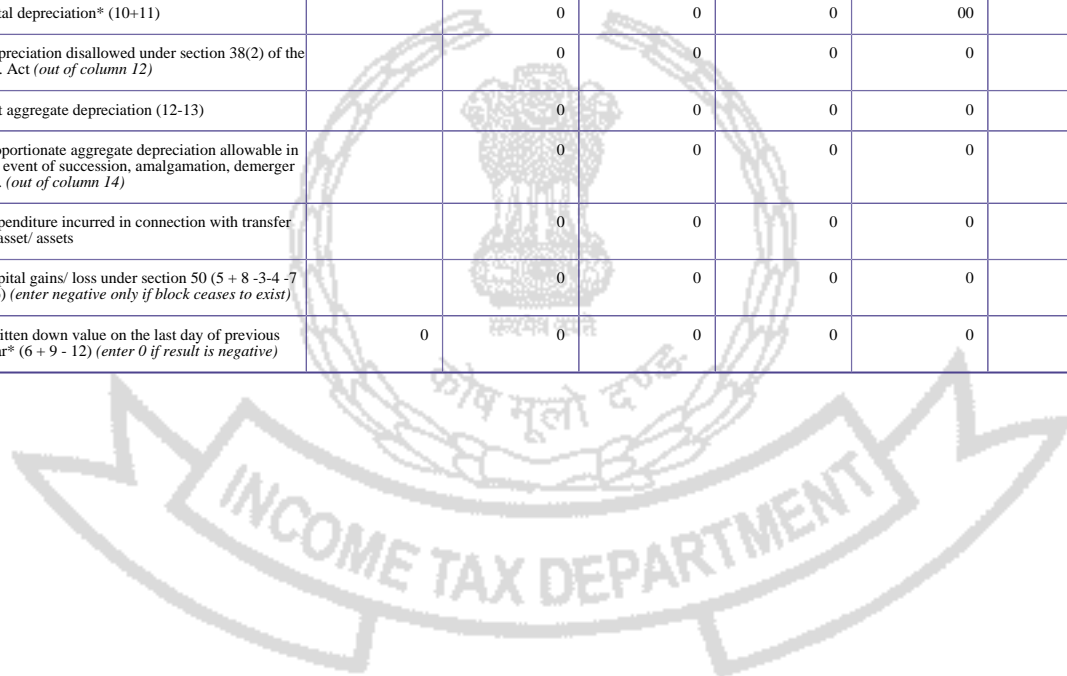 tal depreciation* (10+11) 0 0 0 00
preciation disallowed under section 38(2) of the 0 0 0 0
. Act (out of column 12)
t aggregate depreciation (12-13) 0 0 0 0
oportionate aggregate depreciation allowable in 0 0 0 0
event of succession, amalgamation, demerger
. (out of column 14)
penditure incurred in connection with transfer 0 0 0 0
asset/ assets
pital gains/ loss under section 50 (5 + 8 -3-4 -7 0 0 0 0
) (enter negative only if block ceases to exist)
itten down value on the last day of previous 0 0 0 0 0
ar* (6 + 9 - 12) (enter 0 if result is negative)
सत्यमेव जयते
कोष मूलो दण्डः
INCOME TAX DEPARTMENT